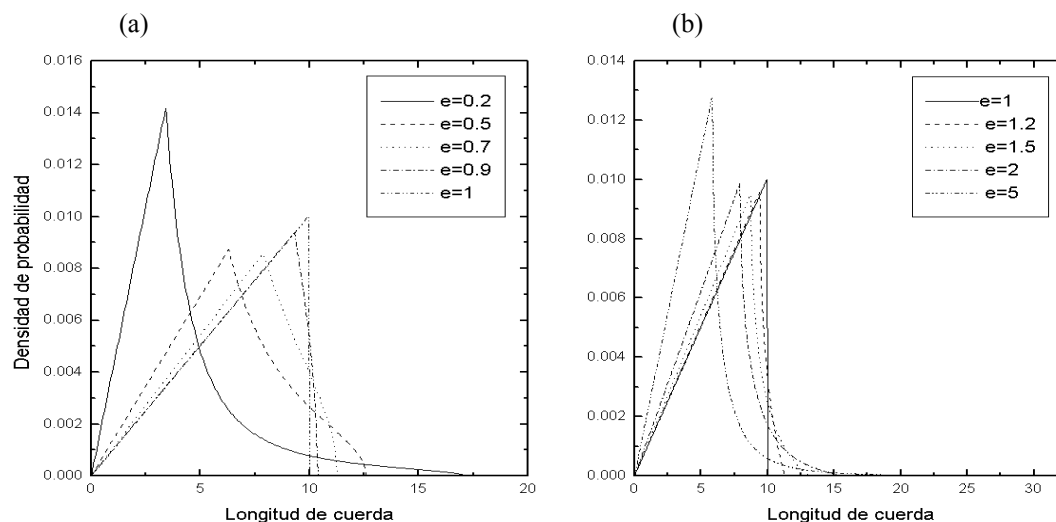 (a)
(b)
0.016
0.014
0.012
0.010
0.008
0.006
0.004
0.002
0.000
0
5
10
15
20
Densidad de probabilidad
Longitud de cuerda
e=0.2
e=0.5
e=0.7
e=0.9
e=1
0.014
0.012
0.010
0.008
0.006
0.004
0.002
0.000
0
5
10
15
20
25
30
Longitud de cuerda
e=1
e=1.2
e=1.5
e=2
e=5